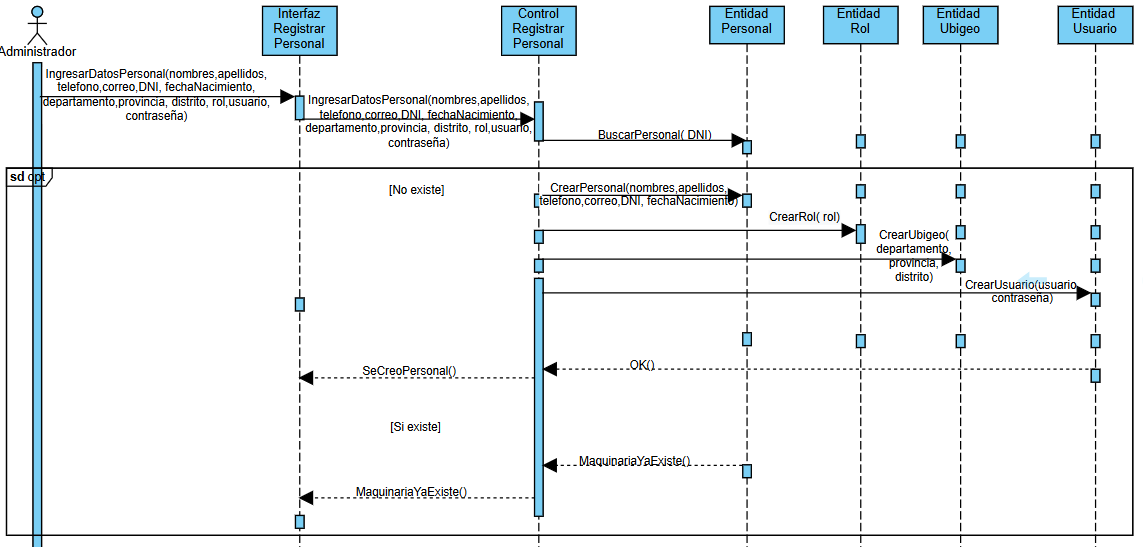 Administrador
Interfaz
Registrar
Personal
Control
Registrar
Personal
Entidad
Personal
Entidad
Rol
Entidad
Ubigeo
Entidad
Usuario
IngresarDatosPersonal(nombres,apellidos,
telefono,correo,DNI, fechaNacimiento,
departamento,provincia, distrito, rol,usuario,
contraseña)
IngresarDatosPersonal(nombres,apellidos,
telefono,correo,DNI, fechaNacimiento,
departamento,provincia, distrito, rol,usuario,
contraseña)
BuscarPersonal( DNI)
sd opt
[No existe]
CrearPersonal(nombres,apellidos,
telefono,correo,DNI, fechaNacimiento)
CrearRol( rol)
CrearUbigeo(
departamento,
provincia,
distrito)
CrearUsuario(usuario,
contraseña)
OK()
SeCreoPersonal()
[Si existe]
MaquinariaYaExiste()
MaquinariaYaExiste()